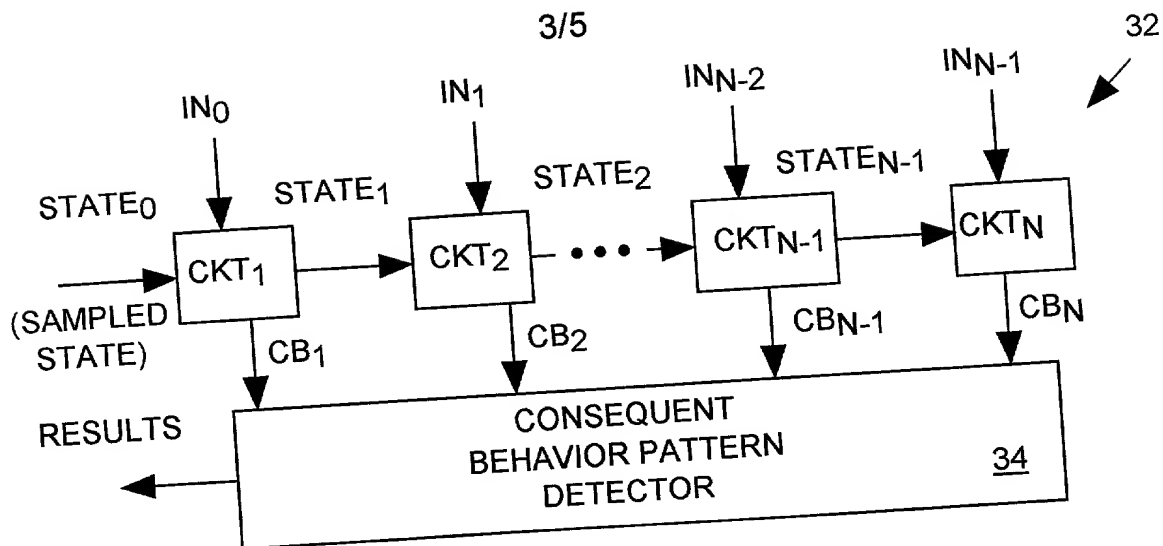 3/5
32
IN0
IN1
INN-2
INN-1
STATE0
STATE1
STATE2
STATEN-1
CKT1
CKT2
CKTN-1
CKTN
(SAMPLED
STATE)
CB1
CB2
CBN-1
CBN
RESULTS
CONSEQUENT
BEHAVIOR PATTERN
DETECTOR
34